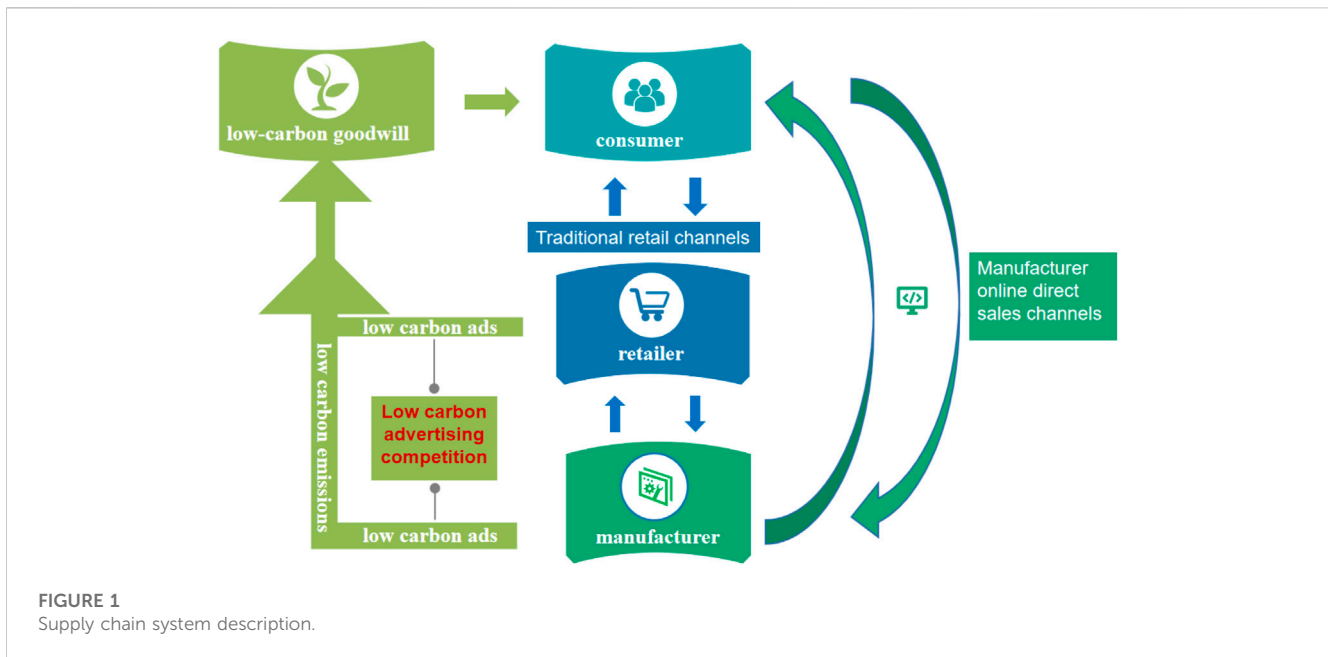 low-carbon goodwill
consumer
Traditional retail channels
Manufacturer
online direct
sales channels
</>
low carbon ads
retailer
low carbon emissions
Low carbon
advertising
competition
low carbon ads
manufacturer
FIGURE 1
Supply chain system description.